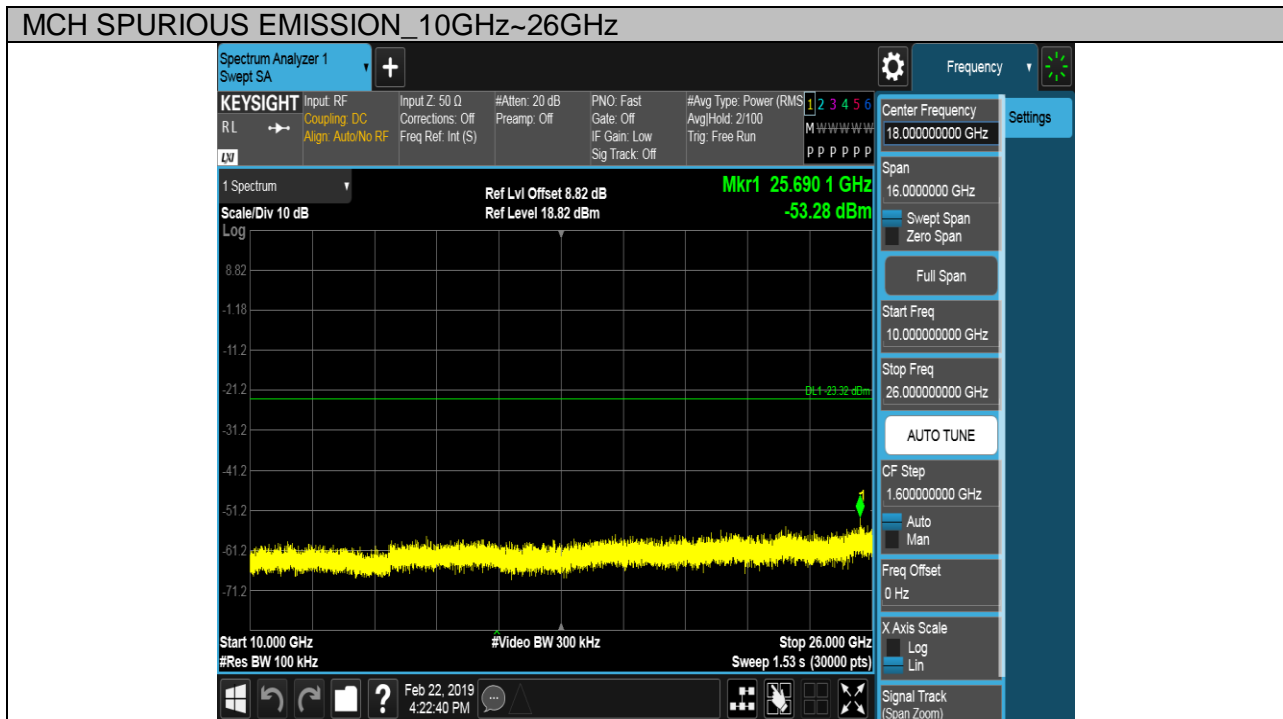 MCH SPURIOUS EMISSION_10GHz~26GHz
Spectrum Analyzer 1
Swept SA
Frequency
KEYSIGHT
R L
LXI
Input: RF
Coupling: DC
Align: Auto/No RF
Input Z: 50 Ω
Corrections: Off
Freq Ref: Int (S)
#Atten: 20 dB
Preamp: Off
PNO: Fast
Gate: Off
IF Gain: Low
Sig Track: Off
#Avg Type: Power (RMS
Avg|Hold: 2/100
Trig: Free Run
1 2 3 4 5 6
M W W W W W
P P P P P P
1 Spectrum
Scale/Div 10 dB
Ref Lvl Offset 8.82 dB
Ref Level 18.82 dBm
Mkr1 25.690 1 GHz
-53.28 dBm
Log
8.82
-1.18
-11.2
-21.2
-31.2
-41.2
-51.2
-61.2
-71.2
DL1 -23.32 dBm
1
Start 10.000 GHz
#Res BW 100 kHz
#Video BW 300 kHz
Stop 26.000 GHz
Sweep 1.53 s (30000 pts)
Feb 22, 2019
4:22:40 PM
Center Frequency
18.000000000 GHz
Settings
Span
16.0000000 GHz
Swept Span
Zero Span
Full Span
Start Freq
10.000000000 GHz
Stop Freq
26.000000000 GHz
AUTO TUNE
CF Step
1.600000000 GHz
Auto
Man
Freq Offset
0 Hz
X Axis Scale
Log
Lin
Signal Track
(Span Zoom)